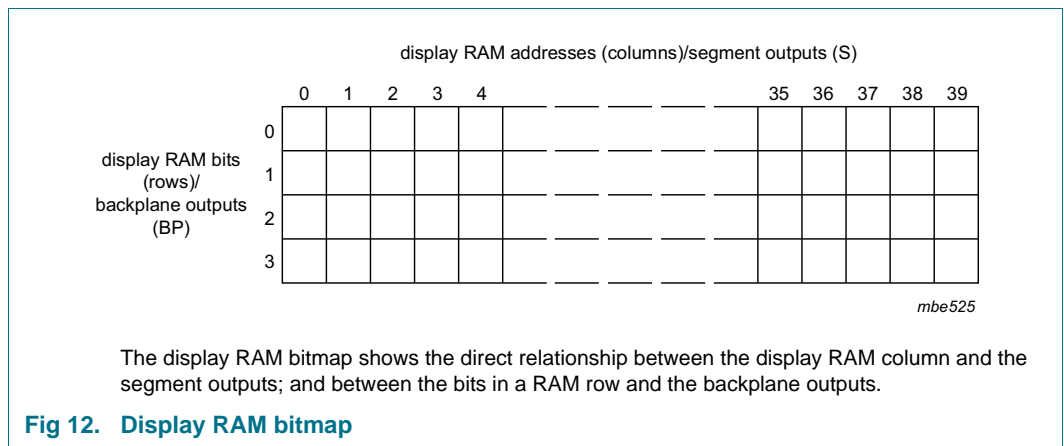 display RAM addresses (columns)/segment outputs (S)
0 1 2 3 4 35 36 37 38 39
0
display RAM bits
1
(rows)/
backplane outputs
2
(BP)
3
mbe525
The display RAM bitmap shows the direct relationship between the display RAM column and the
segment outputs; and between the bits in a RAM row and the backplane outputs.
Fig 12. Display RAM bitmap